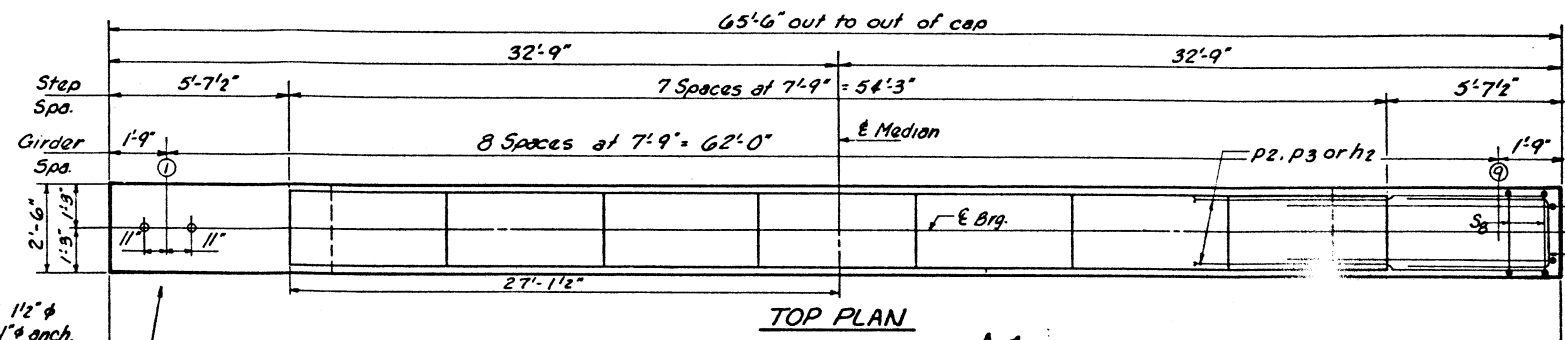 65'-6" out to out of cap
32'-9" 32'-9"
Step 5'-7½" 7 Spaces at 7'-9" = 54'-3" 5'-7½"
Spa.
Girder 1'-9" 8 Spaces at 7'-9" = 62'-0" ℄ Median 1'-9"
Spa. 1 p2, p3 or h2 9
2'-6" 1'-3" 1'-3" 11" 11" ℄ Brg. S8
27'-1½"
1½" ϕ
1" ϕ anch.
TOP PLAN